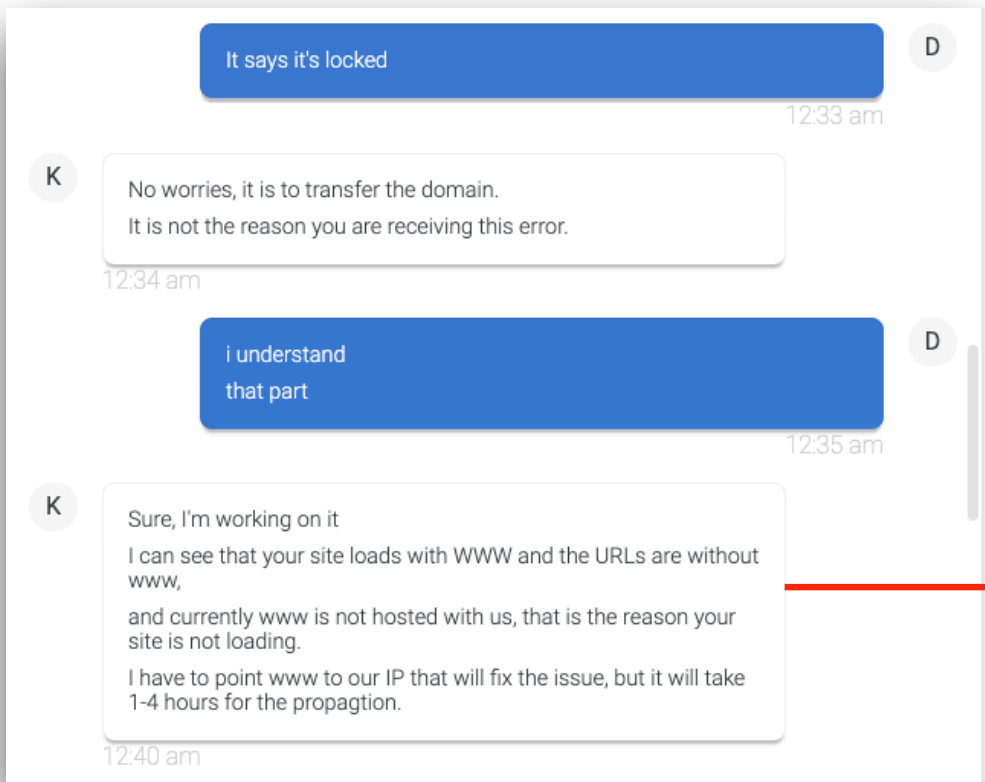 It says it's locked
D
12:33 am
K
No worries, it is to transfer the domain.
It is not the reason you are receiving this error.
12:34 am
i understand
that part
D
12:35 am
K
Sure, I'm working on it
I can see that your site loads with WWW and the URLs are without
www,
and currently www is not hosted with us, that is the reason your
site is not loading.
I have to point www to our IP that will fix the issue, but it will take
1-4 hours for the propagtion.
12:40 am